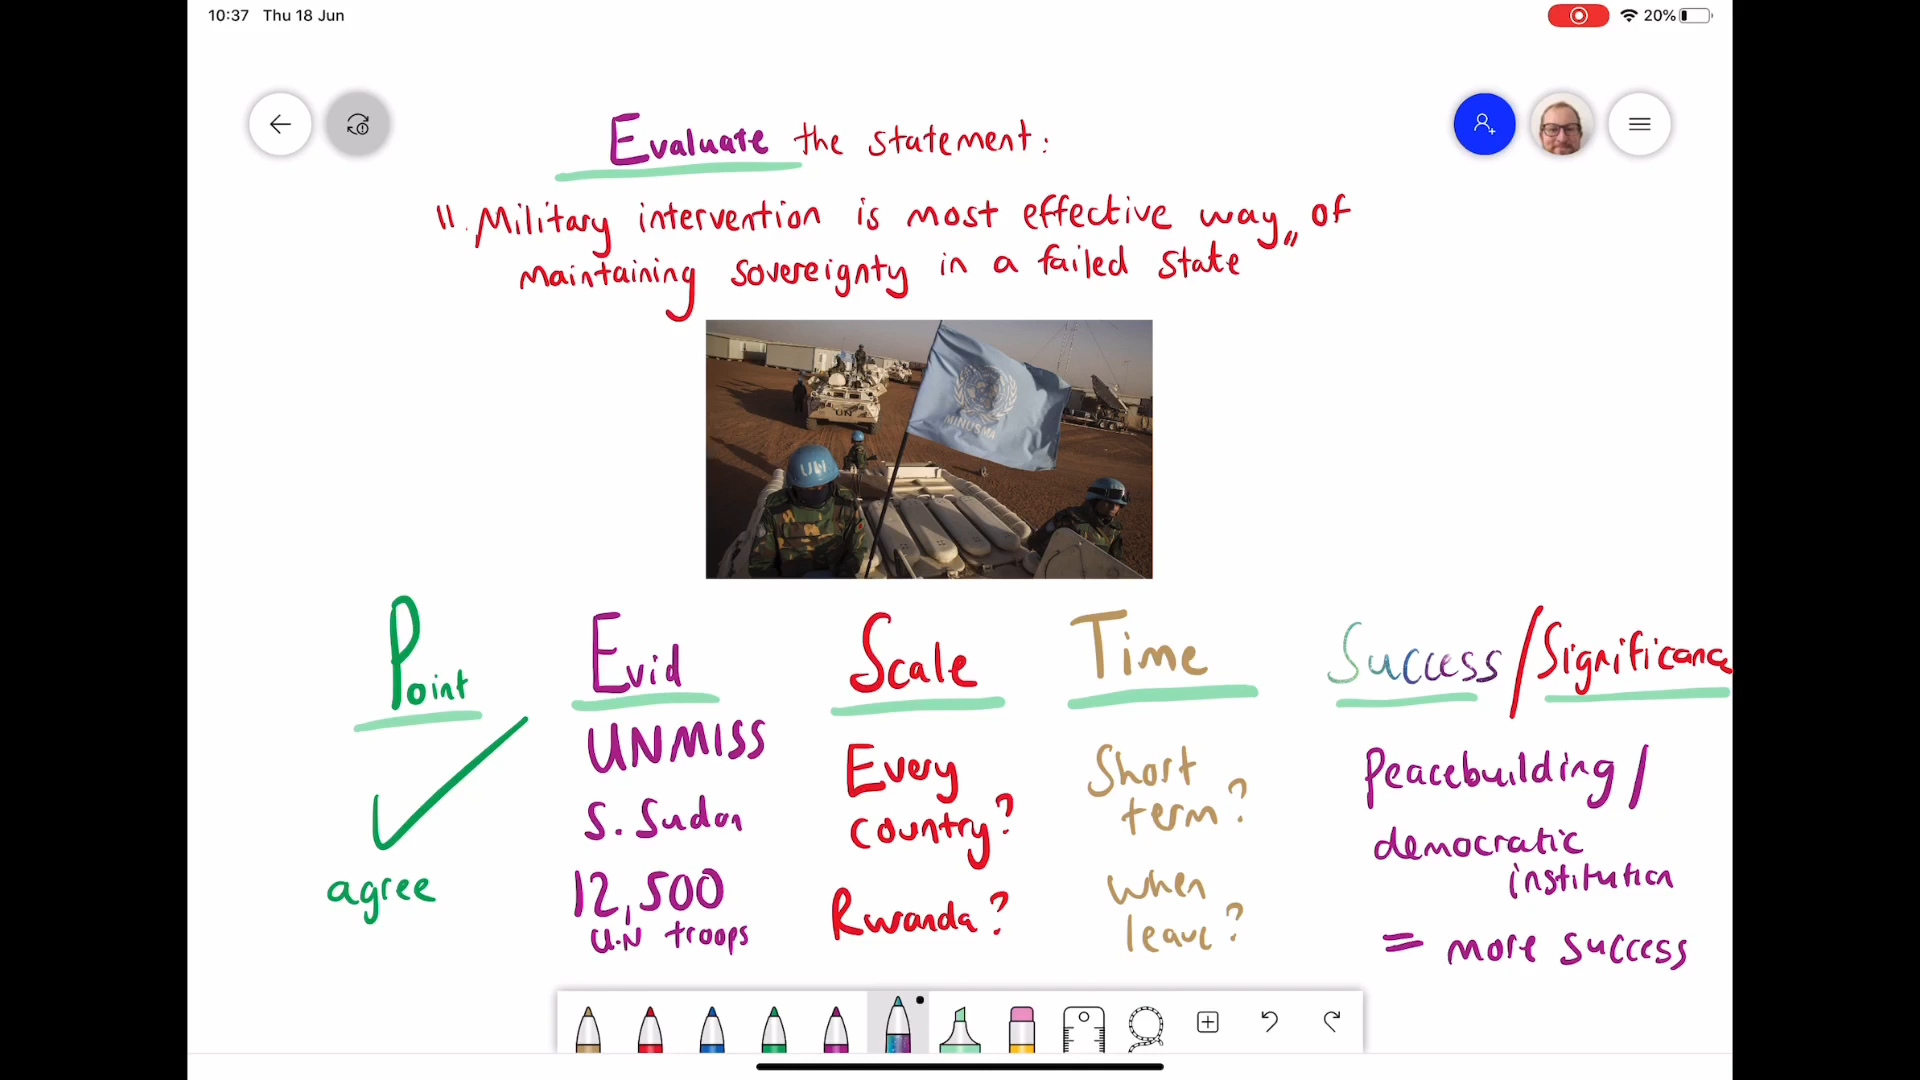 10:37 Thu 18 Jun
20%
Evaluate the statement:
"Military intervention is most effective way" of
maintaining sovereignty in a failed state
UN
MINUSMA
UN
Point
Evid
Scale
Time
Success/Significance
UNMISS
S. Sudan
12,500
U.N troops
Every
country?
Rwanda?
Short
term?
When
leave?
Peacebuilding/
democratic
institution
= more success
agree